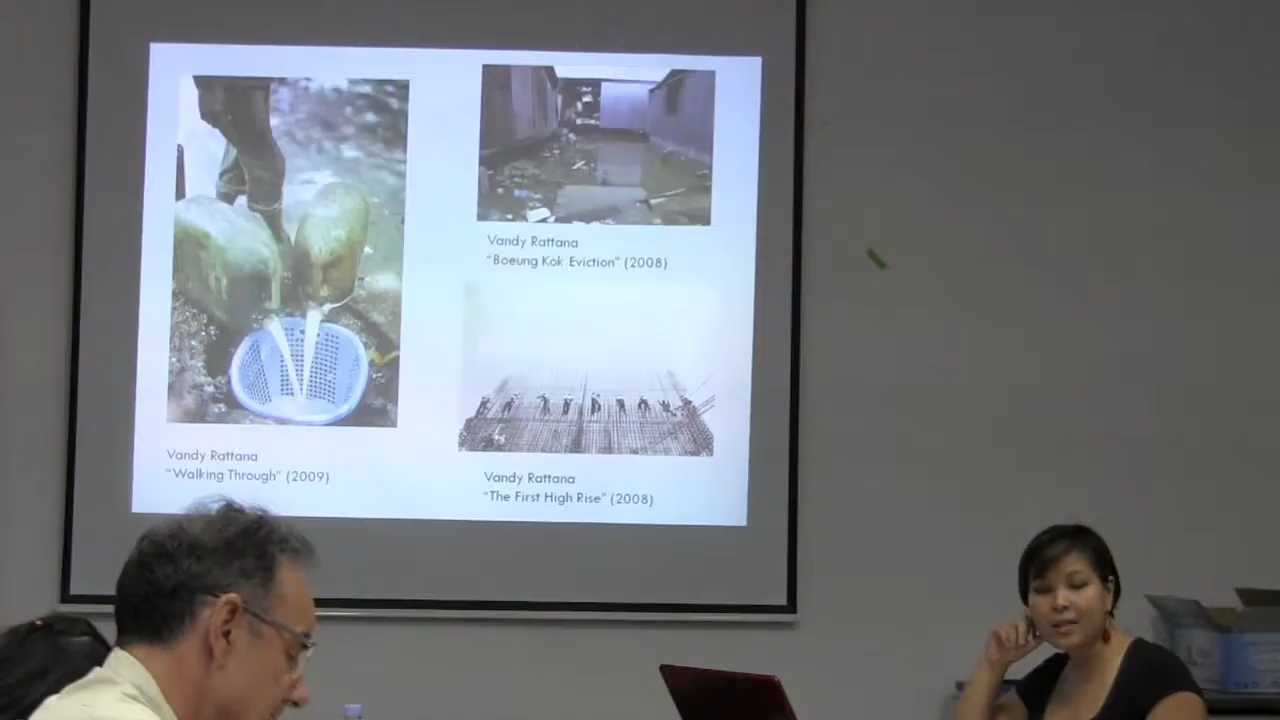 Vandy Rattana
"Boeung Kok Eviction" (2008)
Vandy Rattana
"Walking Through" (2009)
Vandy Rattana
"The First High Rise" (2008)